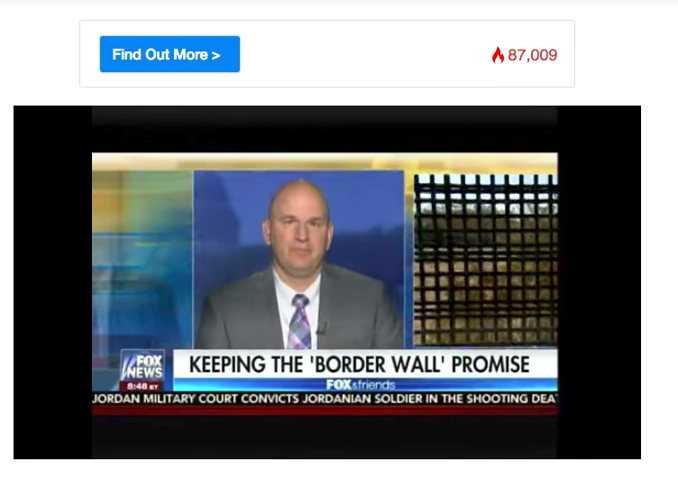 Find Out More >
87,009
FOX
NEWS
8:48 ET
KEEPING THE 'BORDER WALL' PROMISE
FOX&friends
JORDAN MILITARY COURT CONVICTS JORDANIAN SOLDIER IN THE SHOOTING DEA